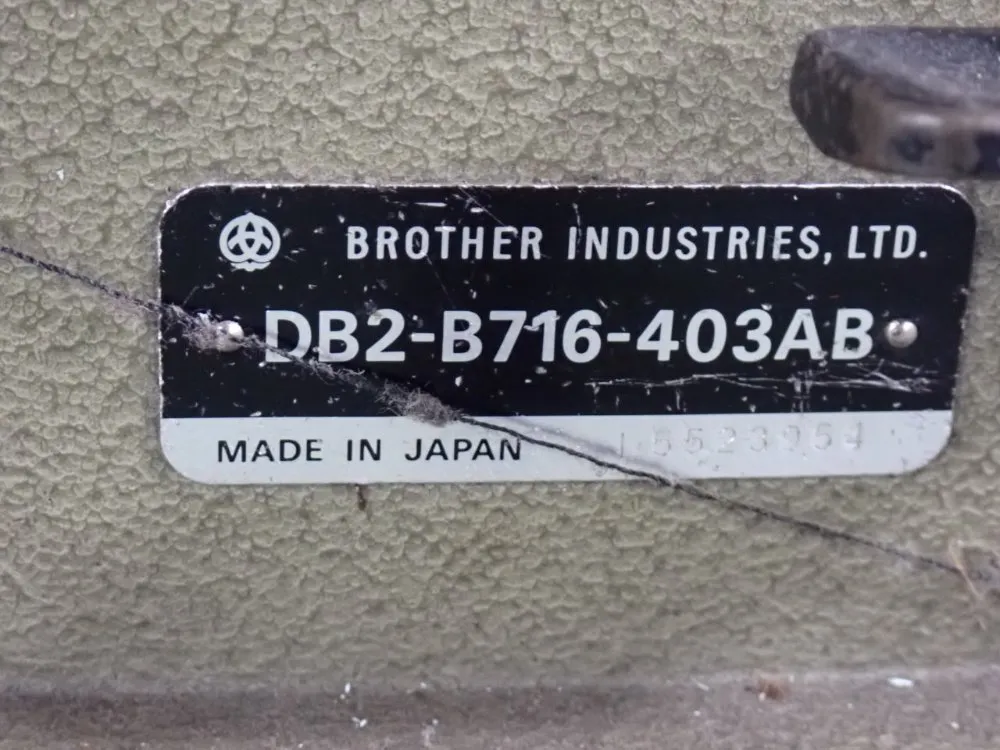 BROTHER INDUSTRIES, LTD.
DB2-B716-403AB
MADE IN JAPAN